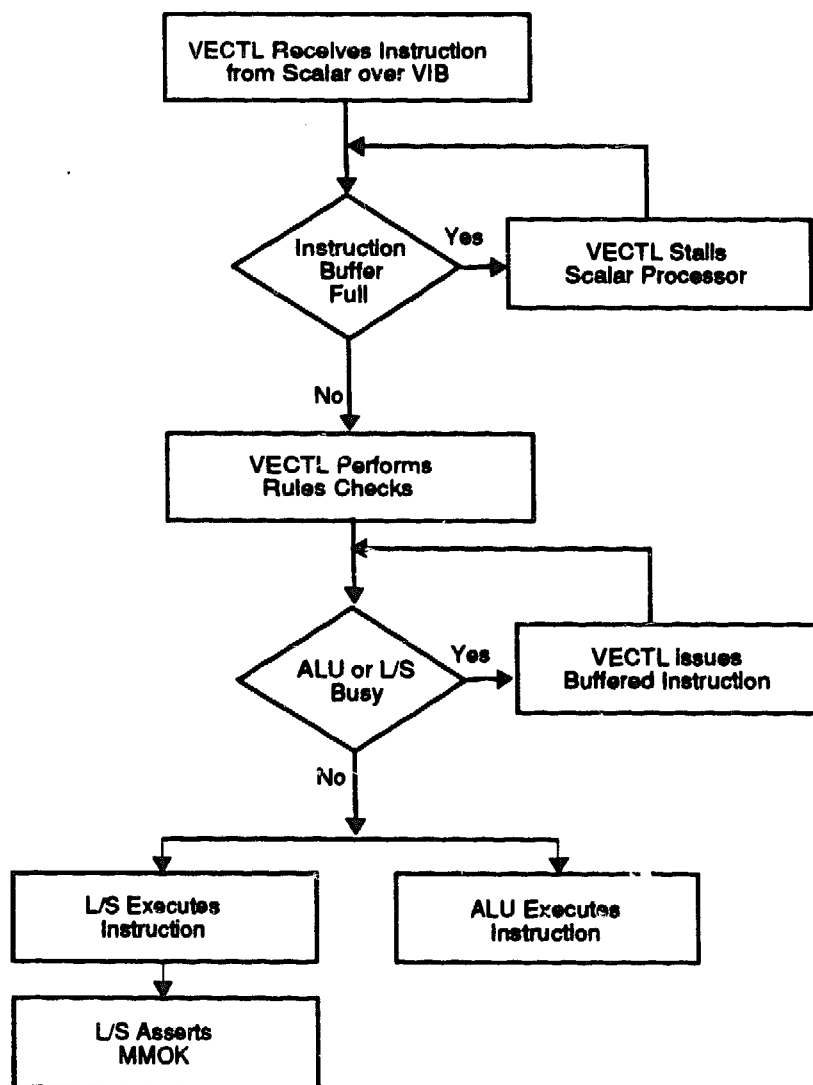 VECTL Receives Instruction
from Scalar over VIB
Instruction
Buffer
Full
Yes
VECTL Stalls
Scalar Processor
No
VECTL Performs
Rules Checks
ALU or L/S
Busy
Yes
VECTL Issues
Buffered Instruction
No
L/S Executes
Instruction
ALU Executes
Instruction
L/S Asserts
MMOK